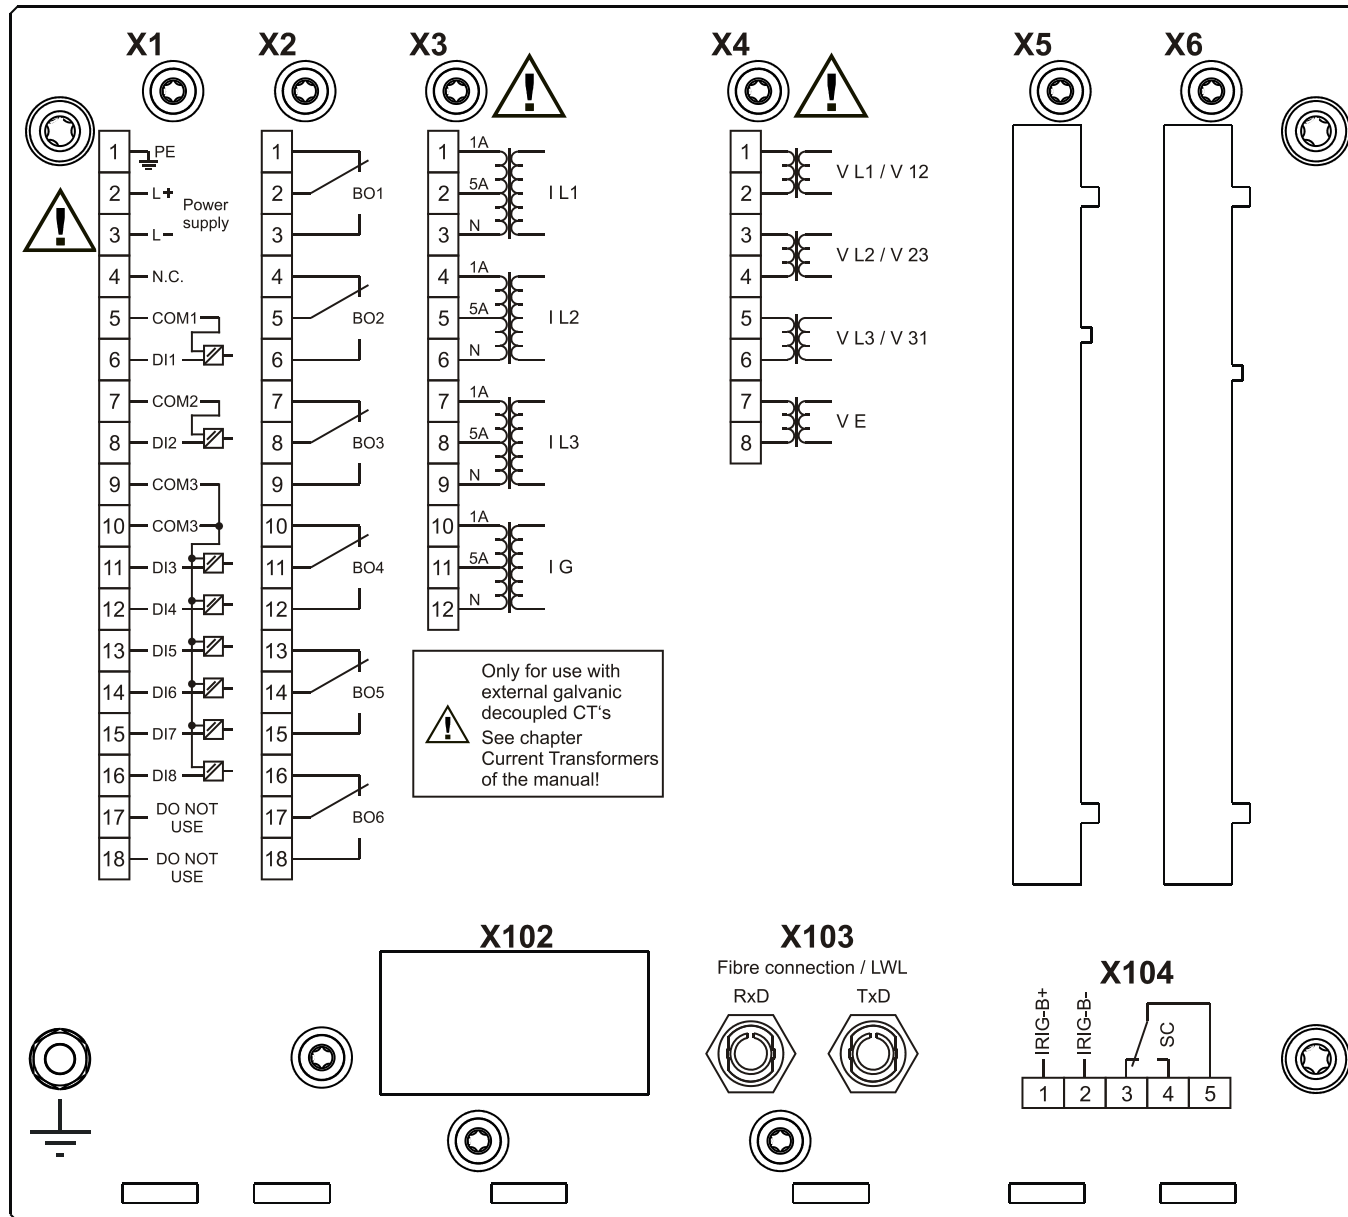 X1
X2
X3
X4
X5
X6
1 PE
2 L+
3 L-
Power
supply
4 N.C.
5 COM1
6 DI1
7 COM2
8 DI2
9 COM3
10 COM3
11 DI3
12 DI4
13 DI5
14 DI6
15 DI7
16 DI8
17 DO NOT
USE
18 DO NOT
USE
1
2 BO1
3
4
5 BO2
6
7
8 BO3
9
10
11 BO4
12
13
14 BO5
15
16
17 BO6
18
1 1A
2 5A I L1
3 N
4 1A
5 5A I L2
6 N
7 1A
8 5A I L3
9 N
10 1A
11 5A I G
12 N
Only for use with
external galvanic
decoupled CT‘s
See chapter
Current Transformers
of the manual!
1
V L1 / V 12
2
3
V L2 / V 23
4
5
V L3 / V 31
6
7
V E
8
X102
X103
Fibre connection / LWL
RxD
TxD
X104
IRIG-B+
IRIG-B-
SC
1 2 3 4 5